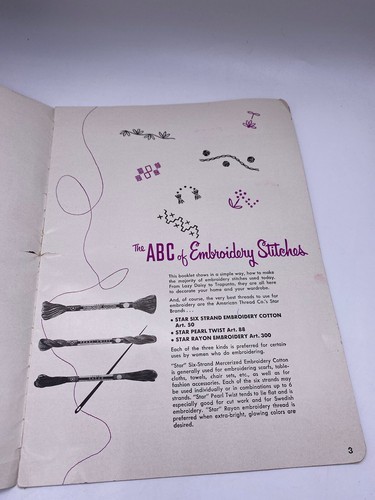 The ABC of Embroidery Stitches
This booklet shows in a simple way, how to make
the majority of embroidery stitches used today.
From Lazy Daisy to Trapunto, they are all here
to decorate your home and your wardrobe.
And, of course, the very best threads to use for
embroidery are the American Thread Co.'s Star
Brands . . .
• STAR SIX STRAND EMBROIDERY COTTON
Art. 50
• STAR PEARL TWIST Art. 88
• STAR RAYON EMBROIDERY Art. 300
Each of the three kinds is preferred for certain
uses by women who do embroidering.
"Star" Six-Strand Mercerized Embroidery Cotton
is generally used for embroidering scarfs, table-
cloths, towels, chair sets, etc., as well as for
fashion accessories. Each of the six strands may
be used individually or in combinations up to 6
strands. "Star" Pearl Twist tends to lie flat and is
especially good for cut work and for Swedish
embroidery. "Star" Rayon embroidery thread is
preferred when extra-bright, glowing colors are
desired.
3